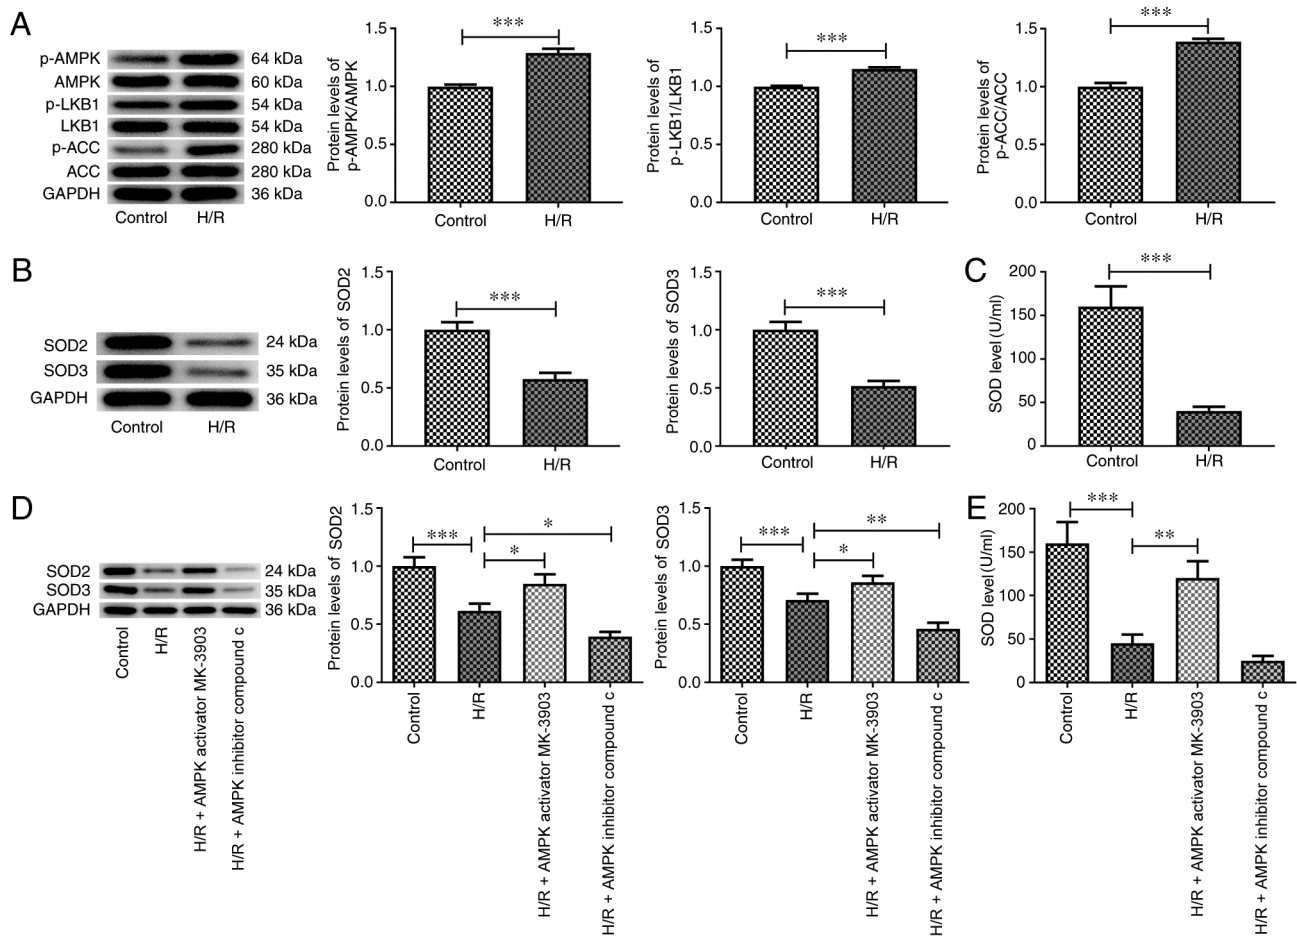 A
p-AMPK
64 kDa
AMPK
60 kDa
p-LKB1
54 kDa
LKB1
54 kDa
p-ACC
280 kDa
ACC
280 kDa
GAPDH
36 kDa
Control
H/R
Protein levels of
p-AMPK/AMPK
1.5
1.0
0.5
0.0
***
Control
H/R
Protein levels of
p-LKB1/LKB1
1.5
1.0
0.5
0.0
***
Control
H/R
Protein levels of
p-ACC/ACC
1.5
1.0
0.5
0.0
***
Control
H/R
B
SOD2
24 kDa
SOD3
35 kDa
GAPDH
36 kDa
Control
H/R
Protein levels of SOD2
1.5
1.0
0.5
0.0
***
Control
H/R
Protein levels of SOD3
1.5
1.0
0.5
0.0
***
Control
H/R
C
SOD level (U/ml)
200
150
100
50
0
***
Control
H/R
D
SOD2
24 kDa
SOD3
35 kDa
GAPDH
36 kDa
Control
H/R
H/R + AMPK activator MK-3903
H/R + AMPK inhibitor compound c
Protein levels of SOD2
1.5
1.0
0.5
0.0
***
*
*
Control
H/R
H/R + AMPK activator MK-3903
H/R + AMPK inhibitor compound c
Protein levels of SOD3
1.5
1.0
0.5
0.0
***
*
**
Control
H/R
H/R + AMPK activator MK-3903
H/R + AMPK inhibitor compound c
E
SOD level (U/ml)
200
150
100
50
0
***
**
Control
H/R
H/R + AMPK activator MK-3903
H/R + AMPK inhibitor compound c